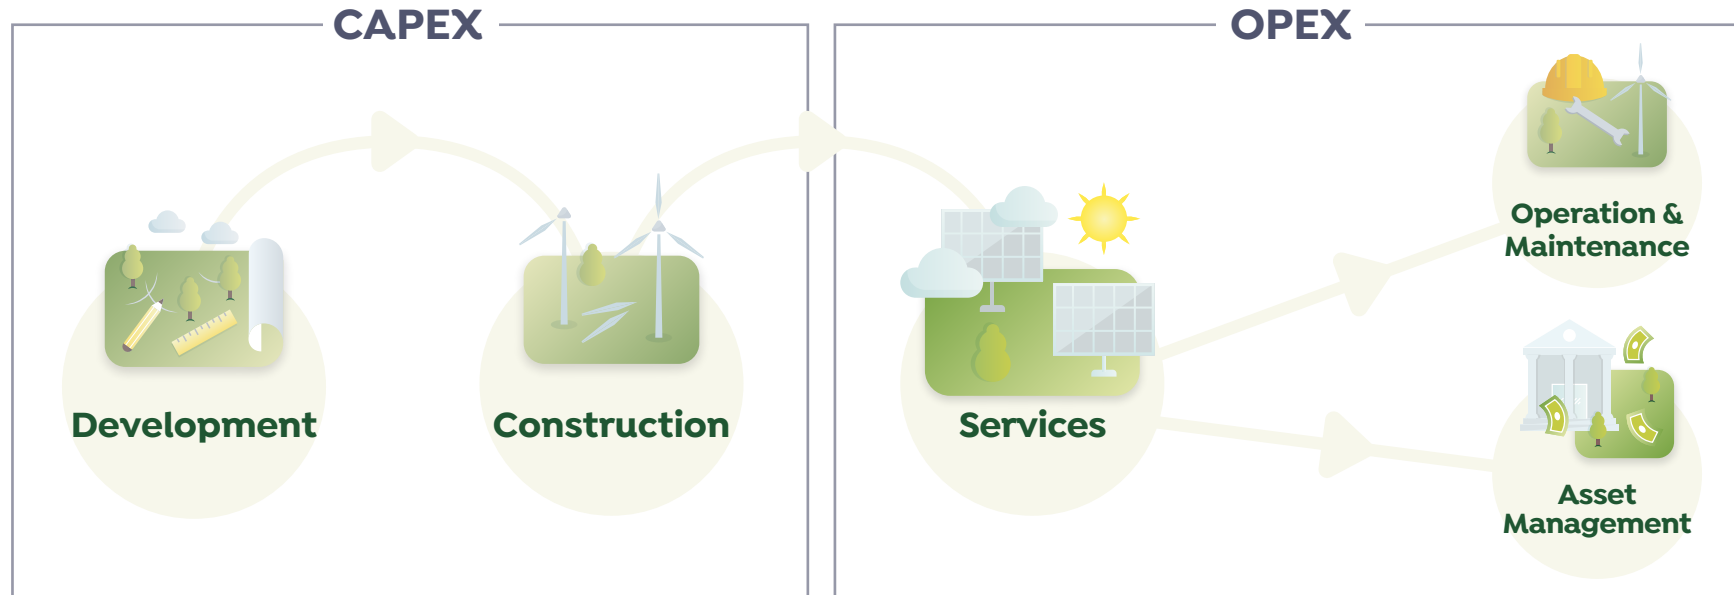 CAPEX
Development
Construction
OPEX
Services
Operation &
Maintenance
Asset
Management